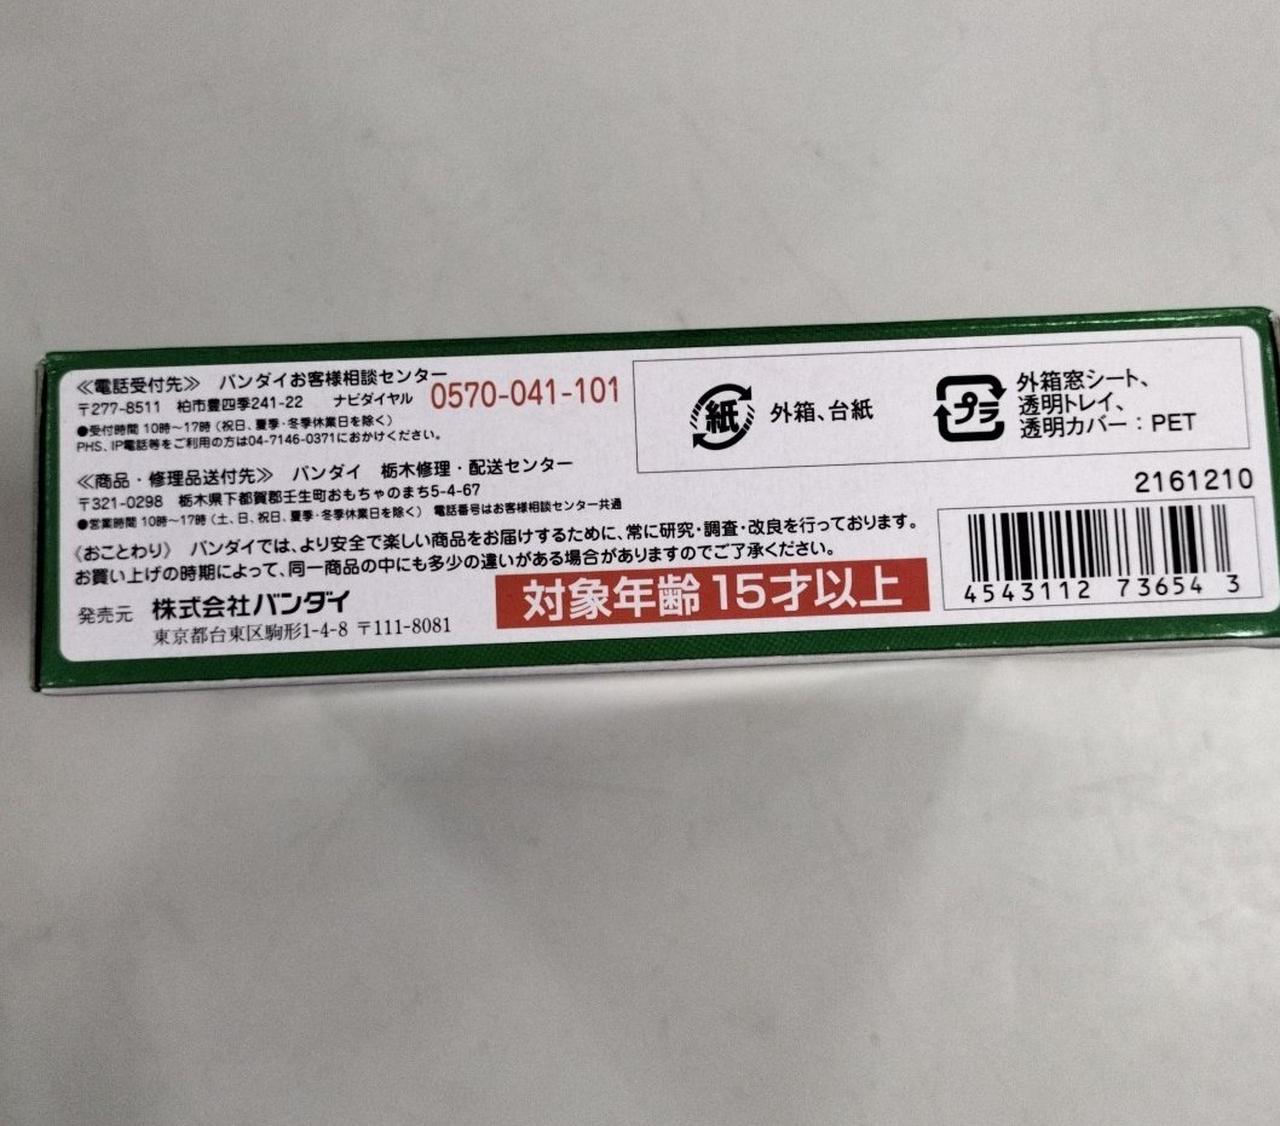 ≪電話受付先≫ バンダイお客様相談センター
〒277-8511 柏市豊四季241-22 ナビダイヤル 0570-041-101
●受付時間 10時〜17時（祝日、夏季・冬季休業日を除く）
PHS、IP電話等をご利用の方は04-7146-0371におかけください。
≪商品・修理品送付先≫ バンダイ 栃木修理・配送センター
〒321-0298 栃木県下都賀郡壬生町おもちゃのまち5-4-67
●営業時間 10時〜17時（土、日、祝日、夏季・冬季休業日を除く） 電話番号はお客様相談センター共通
《おことわり》 バンダイでは、より安全で楽しい商品をお届けするために、常に研究・調査・改良を行っております。
お買い上げの時期によって、同一商品の中にも多少の違いがある場合がありますのでご了承ください。
発売元 株式会社バンダイ
東京都台東区駒形1-4-8 〒111-8081
対象年齢 15才以上
紙 外箱、台紙
プラ 外箱窓シート、
透明トレイ、
透明カバー：PET
2161210
4543112 73654 3